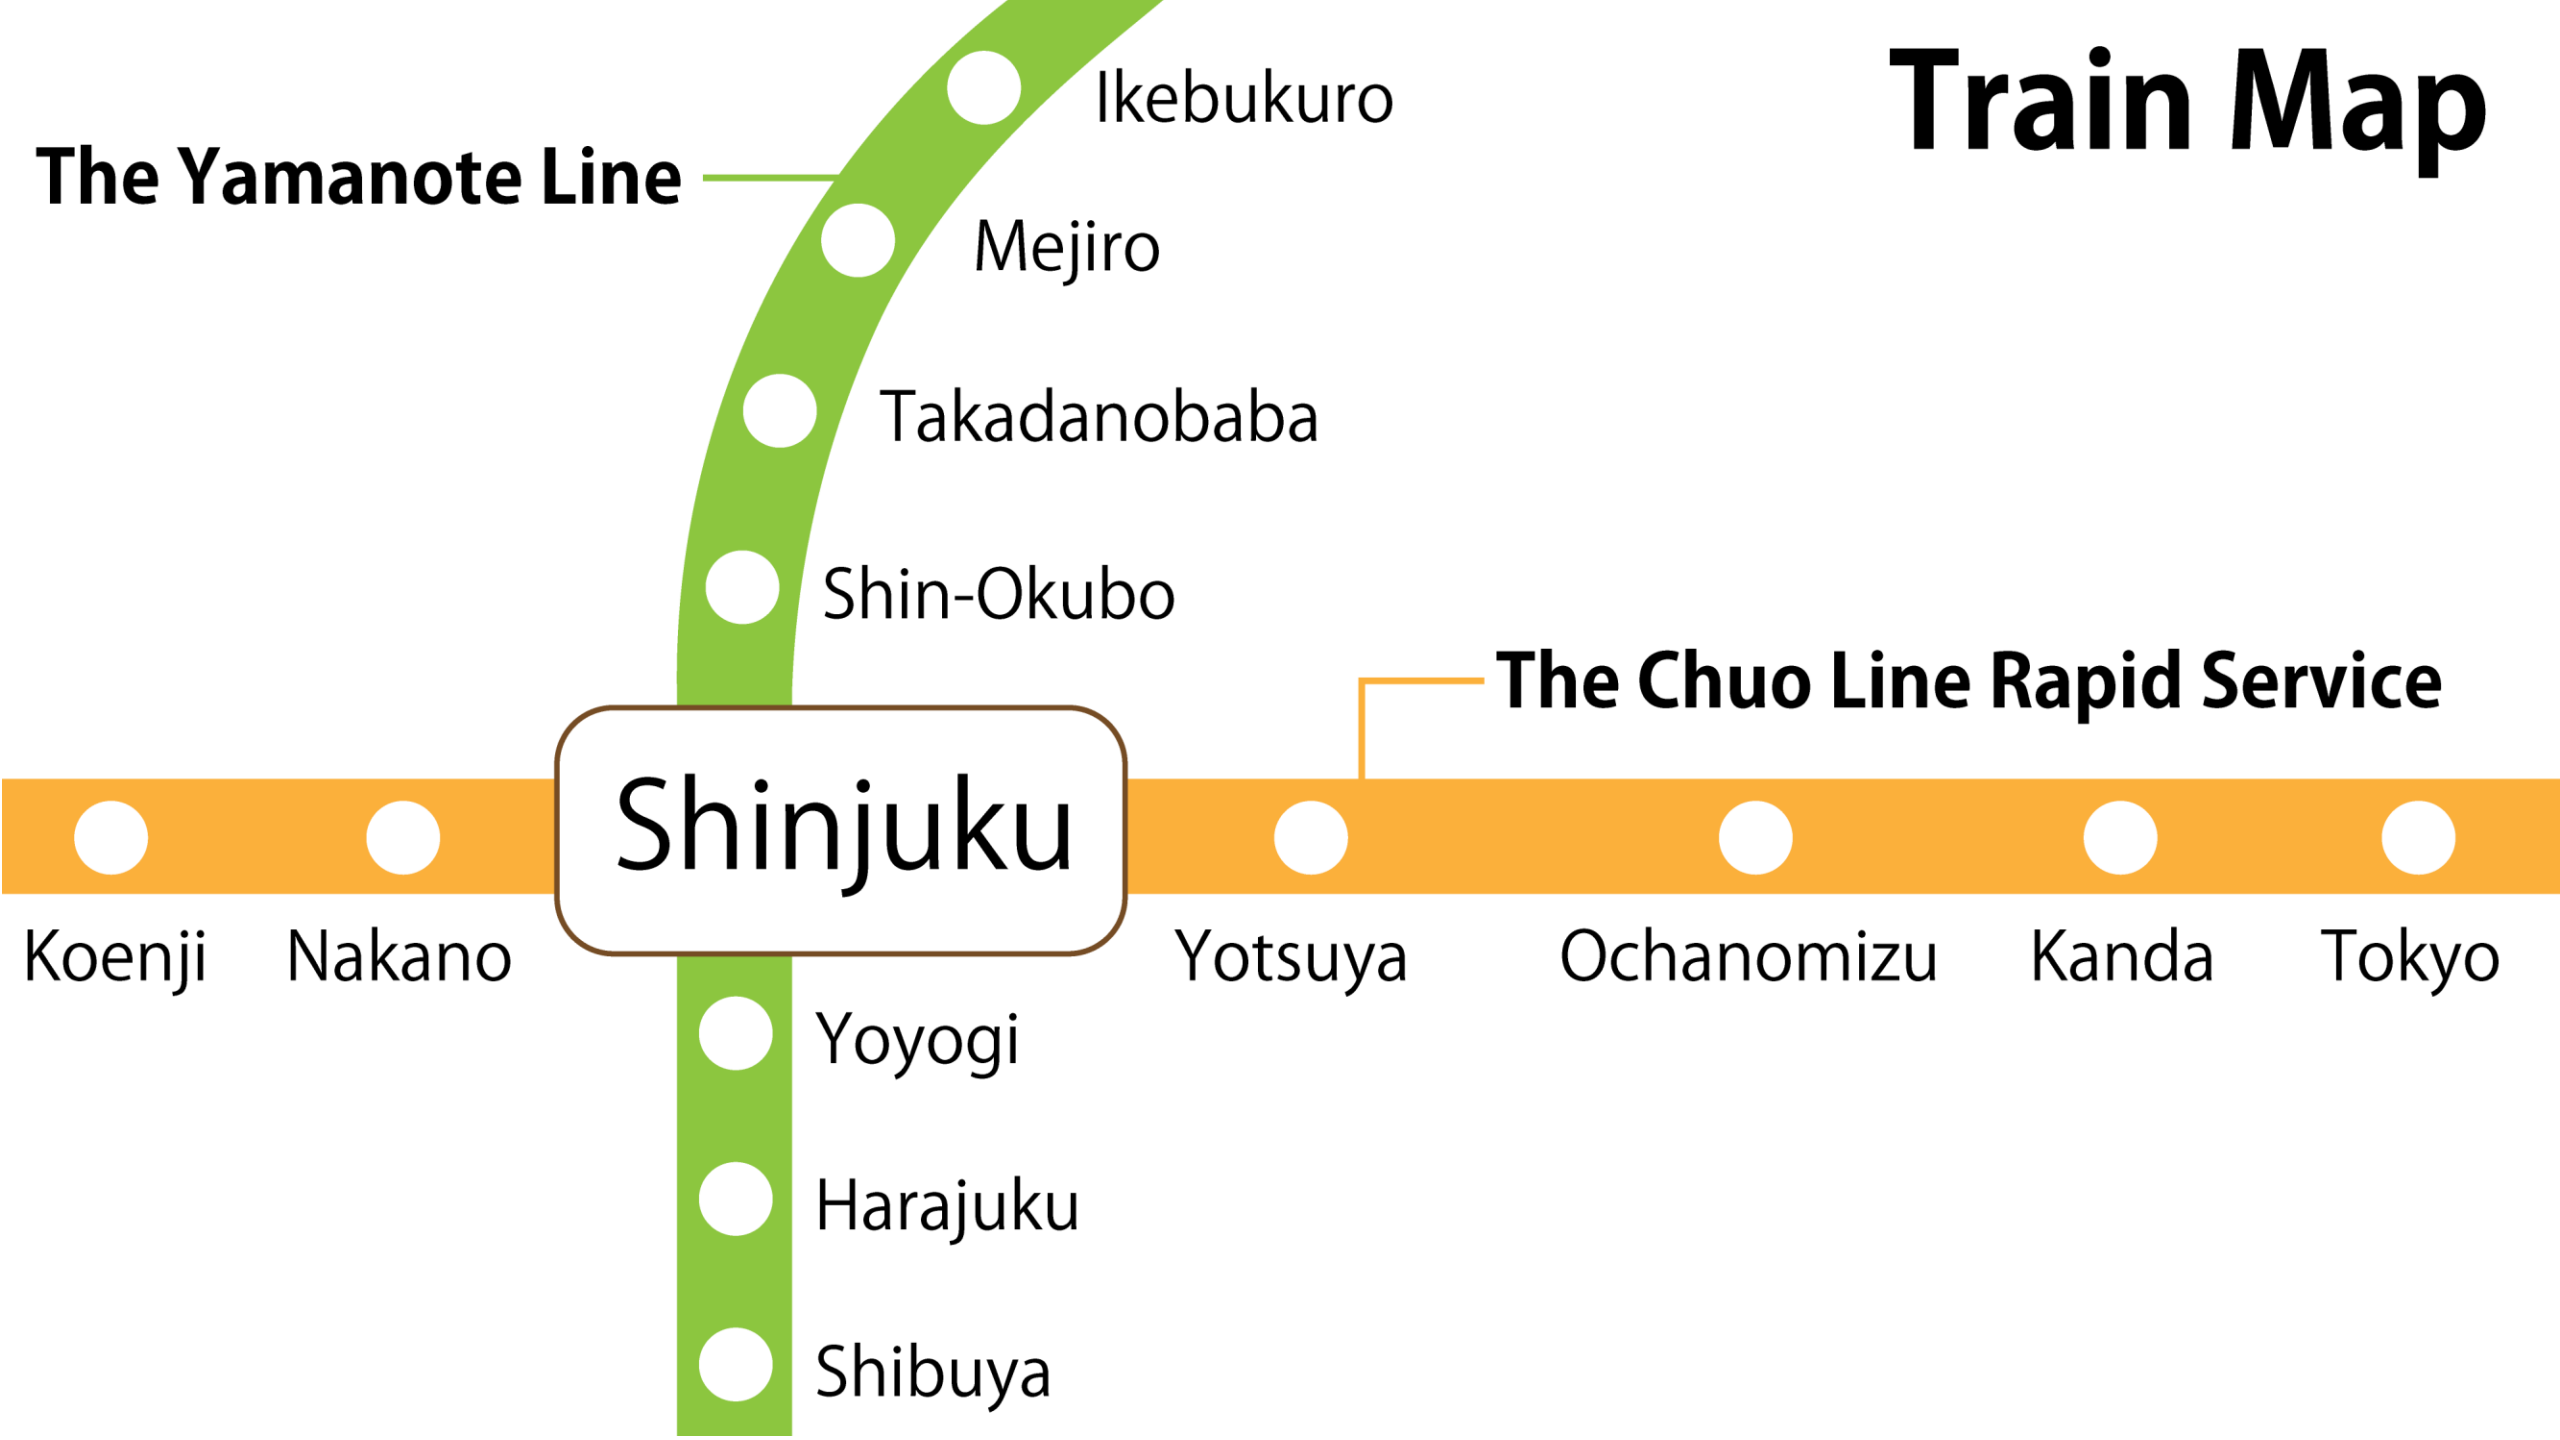 Train Map
Ikebukuro
The Yamanote Line
Mejiro
Takadanobaba
Shin-Okubo
The Chuo Line Rapid Service
Shinjuku
Koenji
Nakano
Yotsuya
Ochanomizu
Kanda
Tokyo
Yoyogi
Harajuku
Shibuya